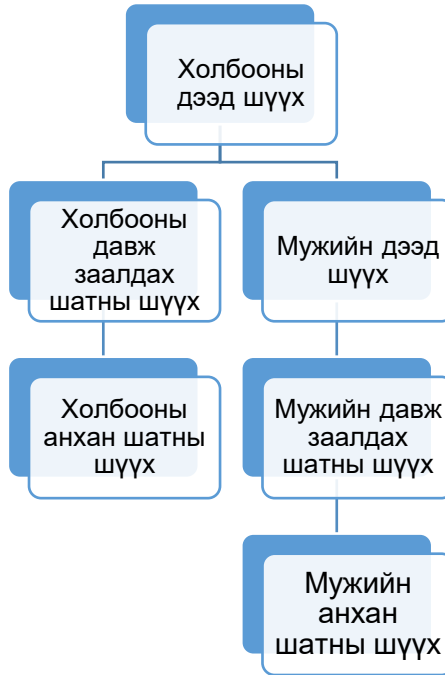 Холбооны
дээд шүүх
Холбооны
давж
заалдах
шатны шүүх
Мужийн дээд
шүүх
Холбооны
анхан шатны
шүүх
Мужийн давж
заалдах
шатны шүүх
Мужийн
анхан
шатны шүүх